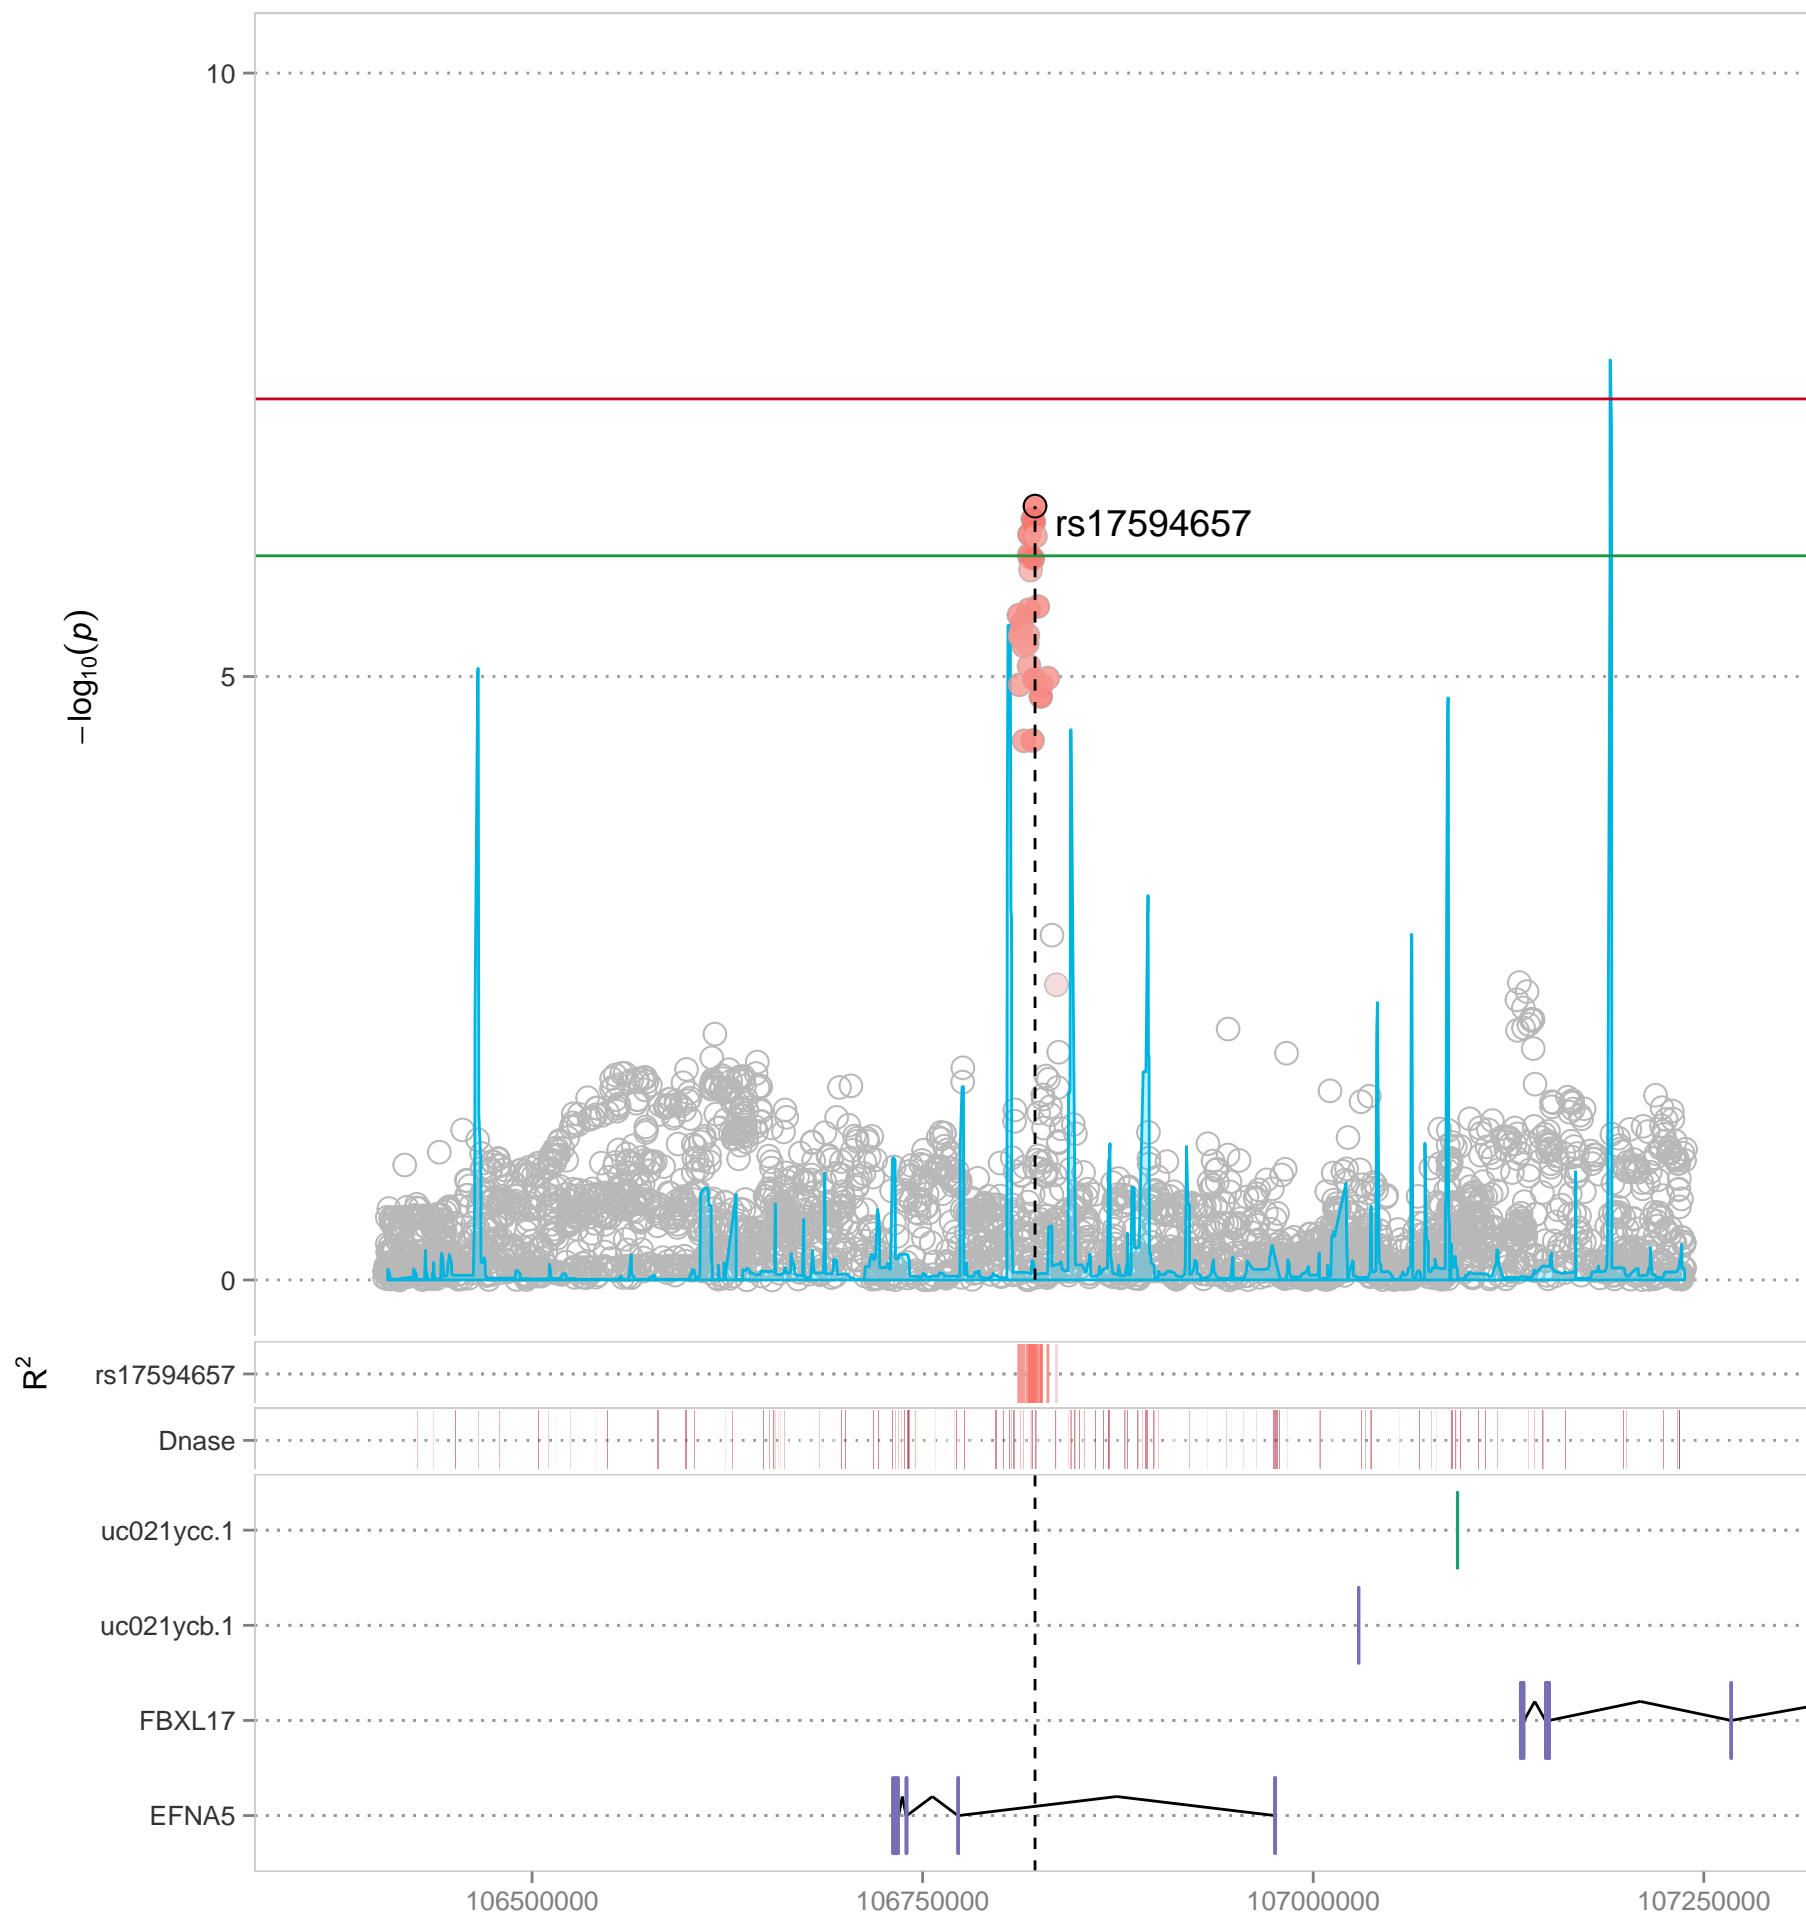 10
rs17594657
−log10(p)
5
0
R2
rs17594657
Dnase
uc021ycc.1
uc021ycb.1
FBXL17
EFNA5
106500000 106750000 107000000 107250000